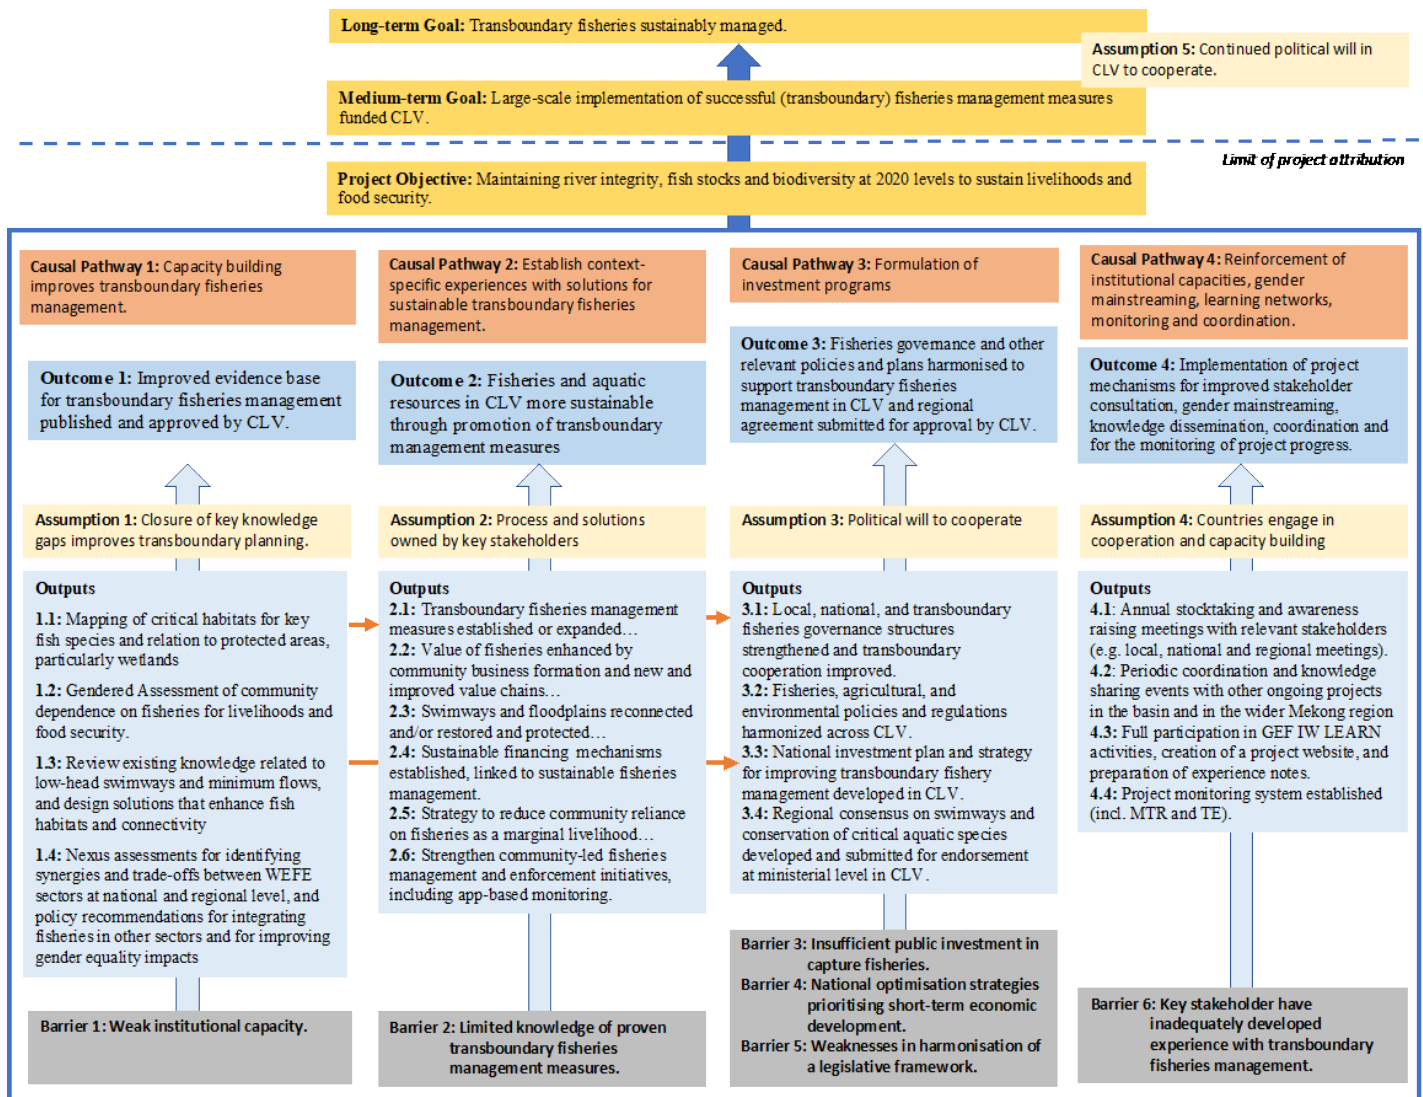 Long-term Goal: Transboundary fisheries sustainably managed.
Assumption 5: Continued political will in
CLV to cooperate.
Medium-term Goal: Large-scale implementation of successful (transboundary) fisheries management measures
funded CLV.
Limit of project attribution
Project Objective: Maintaining river integrity, fish stocks and biodiversity at 2020 levels to sustain livelihoods and
food security.
Causal Pathway 1: Capacity building
improves transboundary fisheries
management.
Outcome 1: Improved evidence base
for transboundary fisheries management
published and approved by CLV.
Assumption 1: Closure of key knowledge
gaps improves transboundary planning.
Outputs
1.1: Mapping of critical habitats for key
fish species and relation to protected areas,
particularly wetlands
1.2: Gendered Assessment of community
dependence on fisheries for livelihoods and
food security.
1.3: Review existing knowledge related to
low-head swimways and minimum flows,
and design solutions that enhance fish
habitats and connectivity
1.4: Nexus assessments for identifying
synergies and trade-offs between WEFE
sectors at national and regional level, and
policy recommendations for integrating
fisheries in other sectors and for improving
gender equality impacts
Barrier 1: Weak institutional capacity.
Causal Pathway 2: Establish context-
specific experiences with solutions for
sustainable transboundary fisheries
management.
Outcome 2: Fisheries and aquatic
resources in CLV more sustainable
through promotion of transboundary
management measures
Assumption 2: Process and solutions
owned by key stakeholders
Outputs
2.1: Transboundary fisheries management
measures established or expanded…
2.2: Value of fisheries enhanced by
community business formation and new and
improved value chains…
2.3: Swimways and floodplains reconnected
and/or restored and protected…
2.4: Sustainable financing mechanisms
established, linked to sustainable fisheries
management.
2.5: Strategy to reduce community reliance
on fisheries as a marginal livelihood…
2.6: Strengthen community-led fisheries
management and enforcement initiatives,
including app-based monitoring.
Barrier 2: Limited knowledge of proven
transboundary fisheries
management measures.
Causal Pathway 3: Formulation of
investment programs
Outcome 3: Fisheries governance and other
relevant policies and plans harmonised to
support transboundary fisheries
management in CLV and regional
agreement submitted for approval by CLV.
Assumption 3: Political will to cooperate
Outputs
3.1: Local, national, and transboundary
fisheries governance structures
strengthened and transboundary
cooperation improved.
3.2: Fisheries, agricultural, and
environmental policies and regulations
harmonized across CLV.
3.3: National investment plan and strategy
for improving transboundary fishery
management developed in CLV.
3.4: Regional consensus on swimways and
conservation of critical aquatic species
developed and submitted for endorsement
at ministerial level in CLV.
Barrier 3: Insufficient public investment in
capture fisheries.
Barrier 4: National optimisation strategies
prioritising short-term economic
development.
Barrier 5: Weaknesses in harmonisation of
a legislative framework.
Causal Pathway 4: Reinforcement of
institutional capacities, gender
mainstreaming, learning networks,
monitoring and coordination.
Outcome 4: Implementation of project
mechanisms for improved stakeholder
consultation, gender mainstreaming,
knowledge dissemination, coordination and
for the monitoring of project progress.
Assumption 4: Countries engage in
cooperation and capacity building
Outputs
4.1: Annual stocktaking and awareness
raising meetings with relevant stakeholders
(e.g. local, national and regional meetings).
4.2: Periodic coordination and knowledge
sharing events with other ongoing projects
in the basin and in the wider Mekong region
4.3: Full participation in GEF IW LEARN
activities, creation of a project website, and
preparation of experience notes.
4.4: Project monitoring system established
(incl. MTR and TE).
Barrier 6: Key stakeholder have
inadequately developed
experience with transboundary
fisheries management.